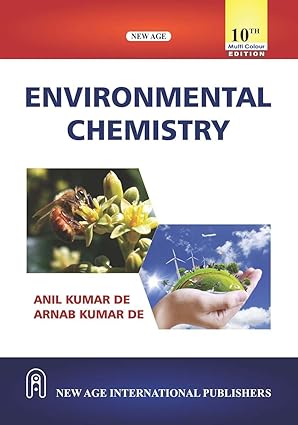 NEW AGE
10TH
Multi Colour
EDITION
ENVIRONMENTAL
CHEMISTRY
ANIL KUMAR DE
ARNAB KUMAR DE
NEW AGE INTERNATIONAL PUBLISHERS